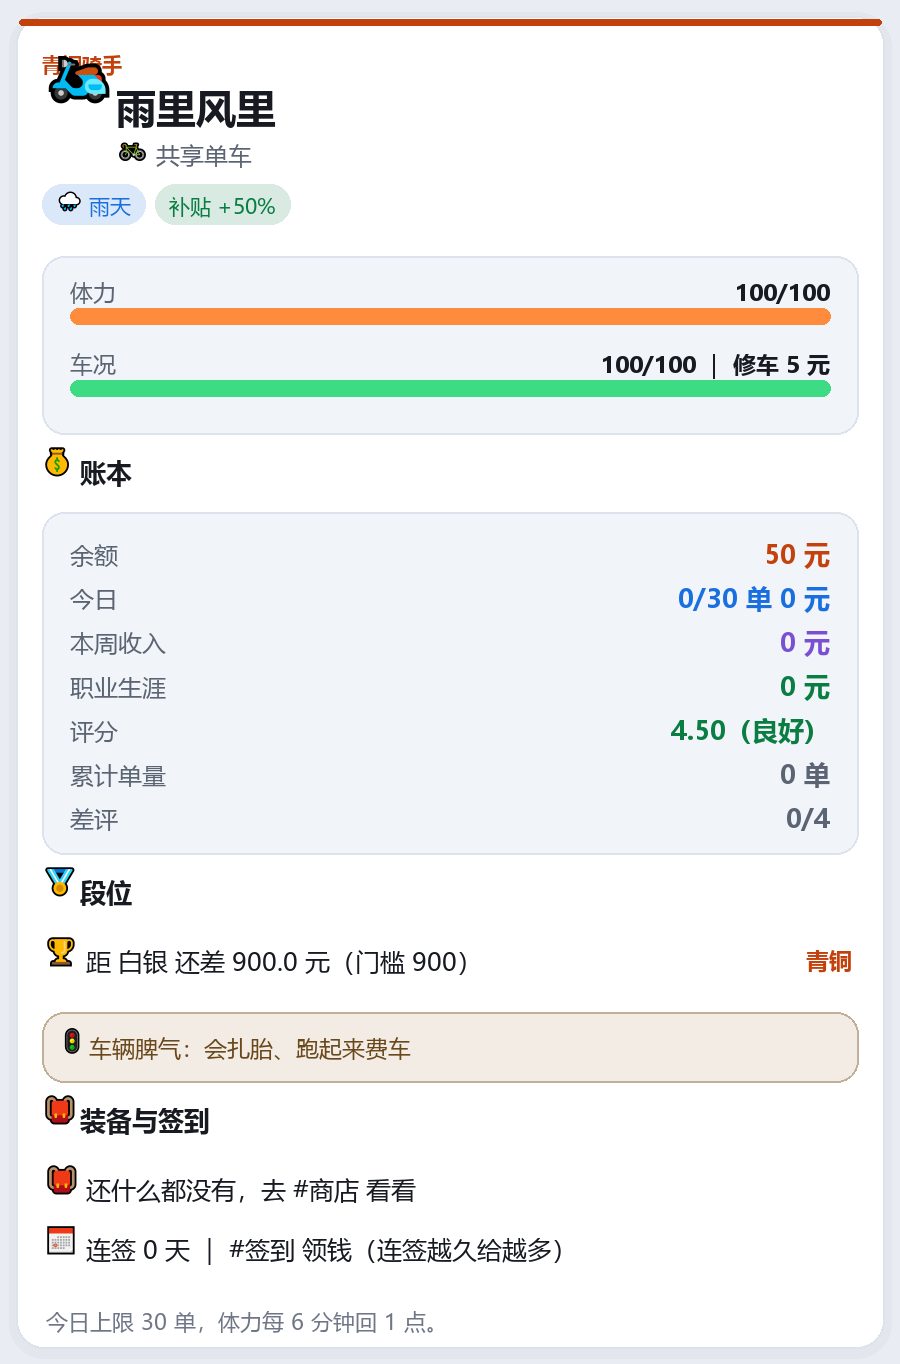 青铜骑手
雨里风里
共享单车
雨天 补贴 +50%
体力 100/100
车况 100/100 | 修车 5 元
账本
余额 50 元
今日 0/30 单 0 元
本周收入 0 元
职业生涯 0 元
评分 4.50（良好）
累计单量 0 单
差评 0/4
段位
距 白银 还差 900.0 元（门槛 900） 青铜
车辆脾气：会扎胎、跑起来费车
装备与签到
还什么都没有，去 #商店 看看
连签 0 天 | #签到 领钱（连签越久给越多）
今日上限 30 单，体力每 6 分钟回 1 点。